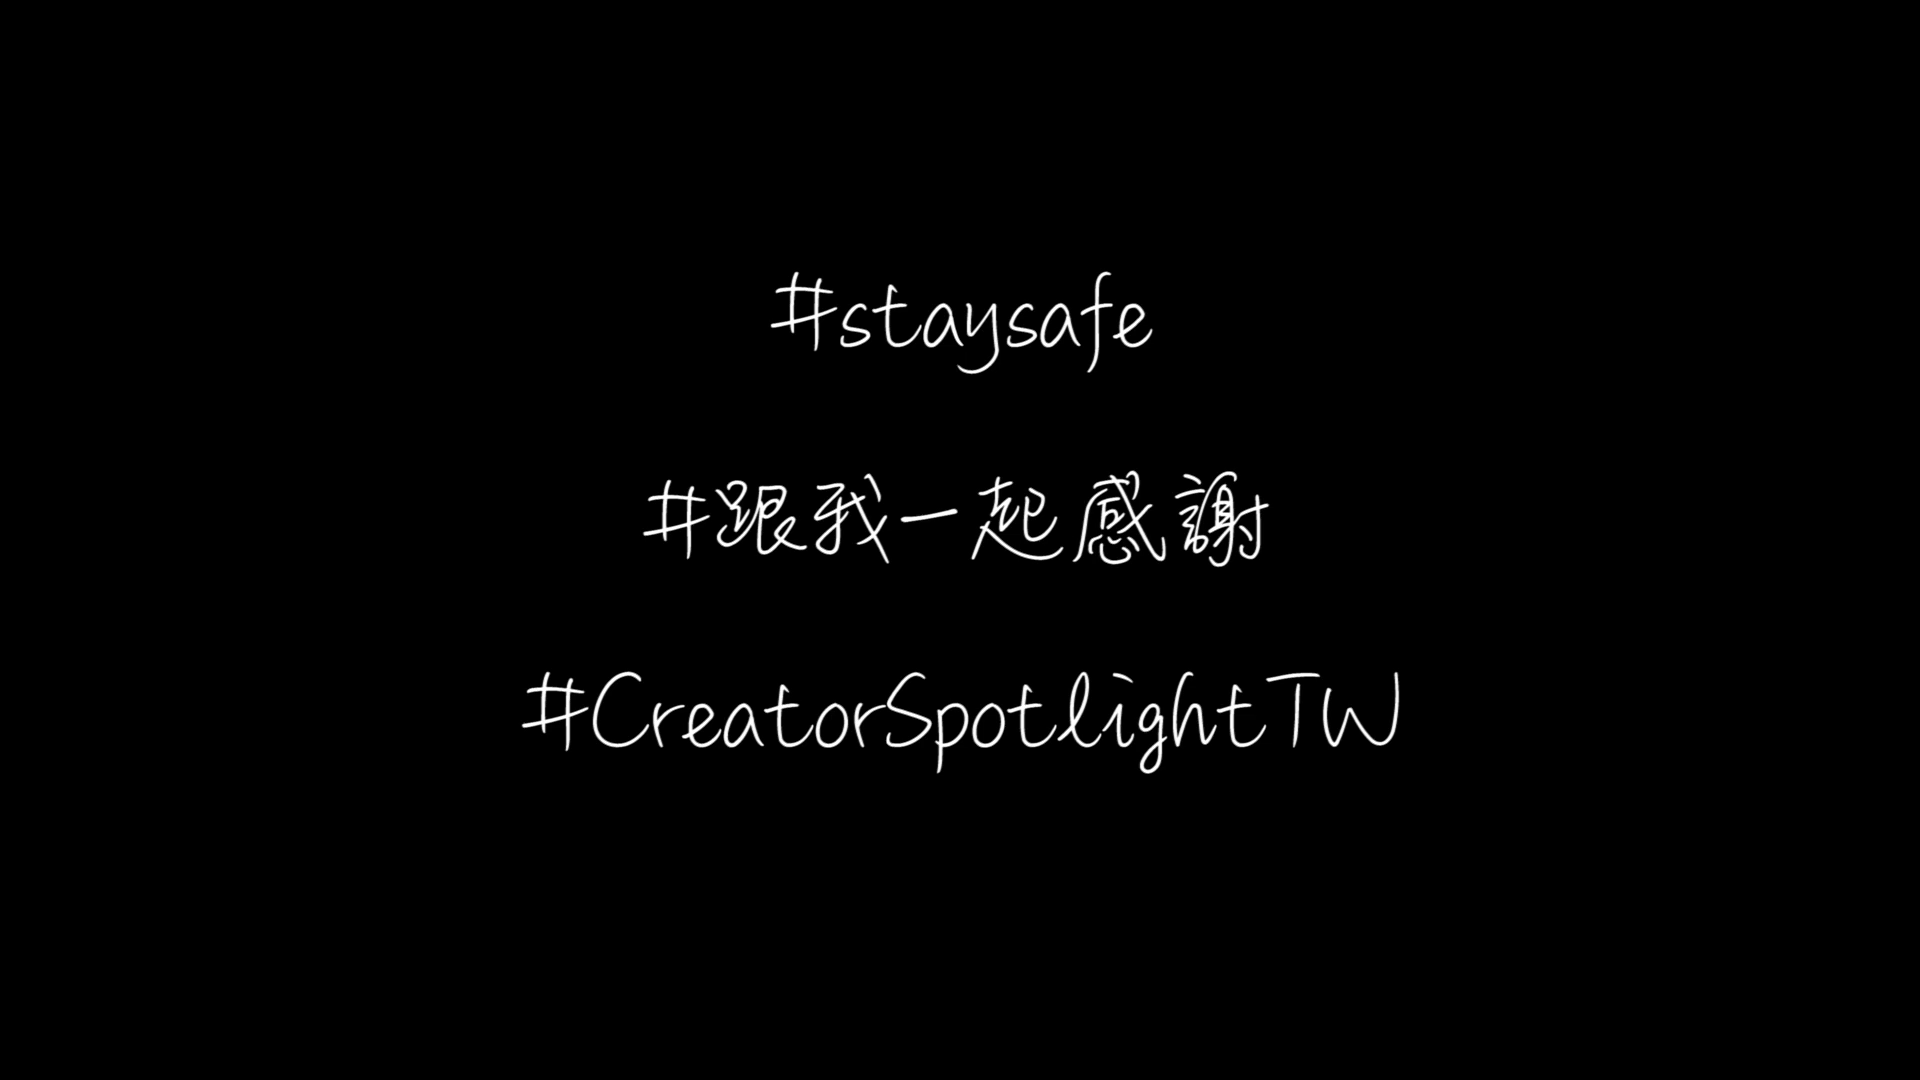 #staysafe
#跟我一起感謝
#CreatorSpotlightTW